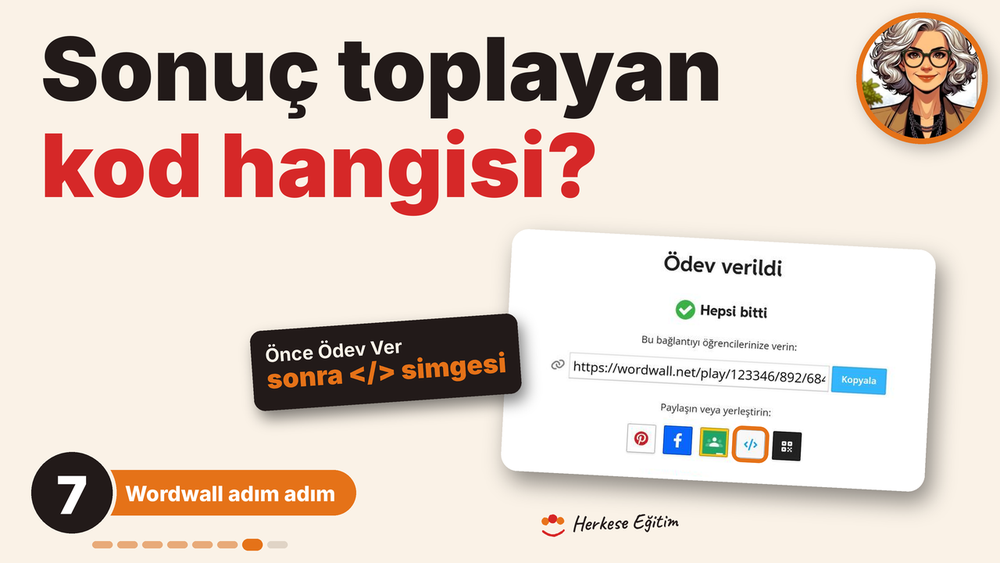 Sonuç toplayan
kod hangisi?
Ödev verildi
Hepsi bitti
Bu bağlantıyı öğrencilerinize verin:
https://wordwall.net/play/123346/892/684
Kopyala
Paylaşın veya yerleştirin:
</>
Önce Ödev Ver
sonra </> simgesi
7
Wordwall adım adım
Herkese Eğitim